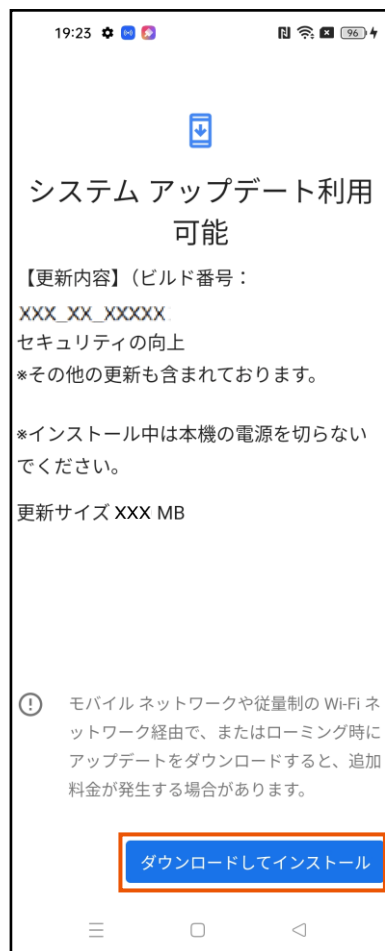 19:23
96
システム アップデート利用
可能
【更新内容】（ビルド番号：
XXX_XX_XXXXX
セキュリティの向上
※その他の更新も含まれております。
※インストール中は本機の電源を切らない
でください。
更新サイズ XXX MB
モバイル ネットワークや従量制の Wi-Fi ネ
ットワーク経由で、またはローミング時に
アップデートをダウンロードすると、追加
料金が発生する場合があります。
ダウンロードしてインストール